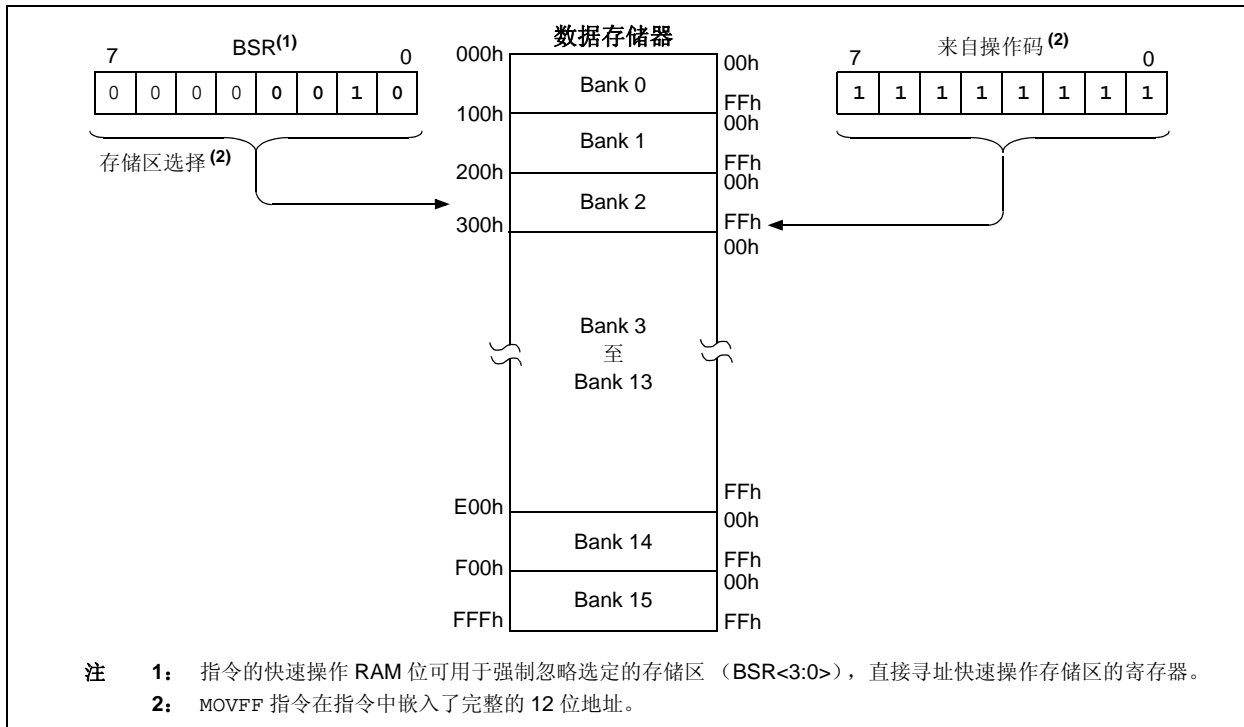 数据存储器
7 BSR(1) 0
0 0 0 0 0 0 1 0
存储区选择(2)
7 来自操作码(2) 0
1 1 1 1 1 1 1 1
000h Bank 0 00h
FFh
100h Bank 1 00h
FFh
200h Bank 2 00h
FFh
300h 00h
Bank 3
至
Bank 13
FFh
E00h Bank 14 00h
FFh
F00h Bank 15 00h
FFFh FFh
注 1： 指令的快速操作 RAM 位可用于强制忽略选定的存储区 （BSR<3:0>），直接寻址快速操作存储区的寄存器。
2： MOVFF 指令在指令中嵌入了完整的 12 位地址。